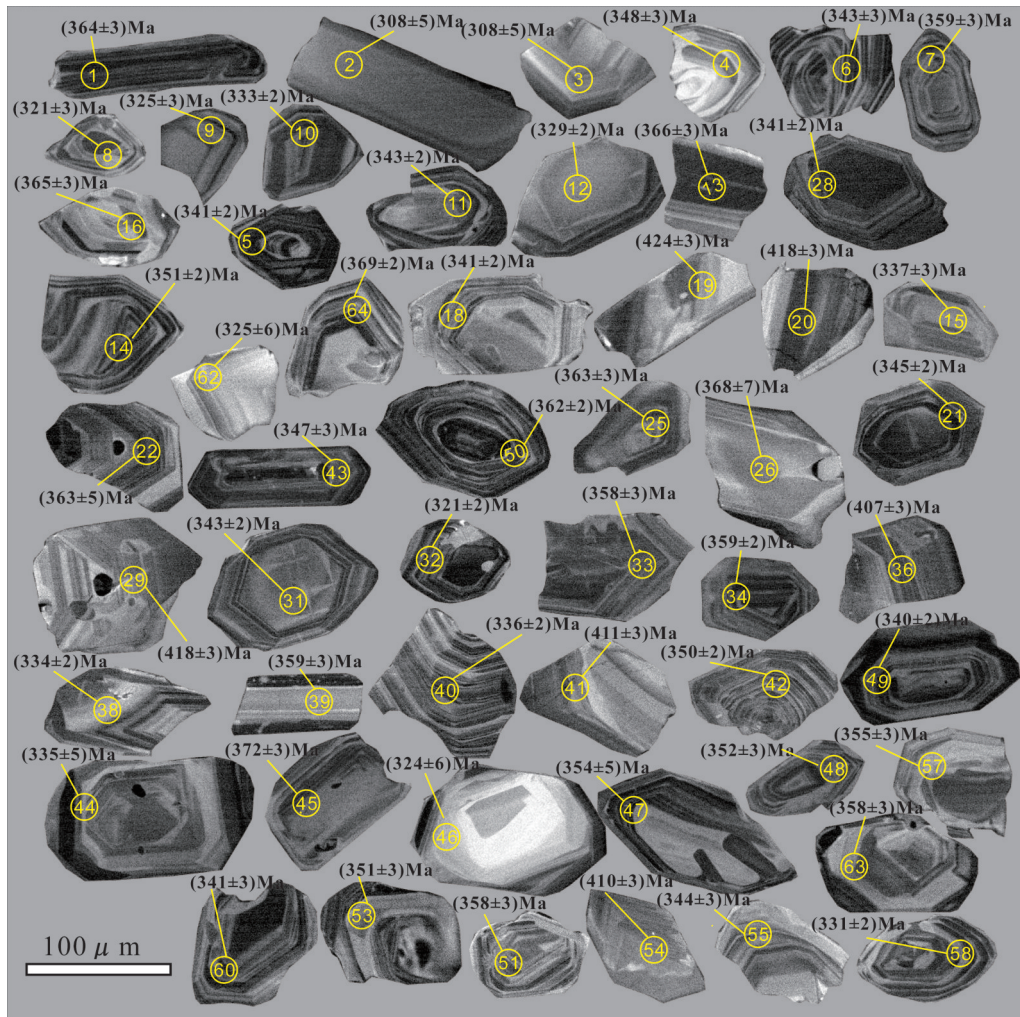 (364±3)Ma
1
(308±5)Ma
2
(308±5)Ma
3
(348±3)Ma
4
(343±3)Ma
6
(359±3)Ma
7
(321±3)Ma
8
(325±3)Ma
9
(333±2)Ma
10
(343±2)Ma
11
(329±2)Ma
12
(366±3)Ma
13
(341±2)Ma
28
(365±3)Ma
16
(341±2)Ma
5
(351±2)Ma
14
(325±6)Ma
62
(369±2)Ma
64
(341±2)Ma
18
(424±3)Ma
19
(418±3)Ma
20
(337±3)Ma
15
22
(363±5)Ma
(347±3)Ma
43
(362±2)Ma
50
(363±3)Ma
25
(368±7)Ma
26
(345±2)Ma
21
29
(418±3)Ma
(343±2)Ma
31
(321±2)Ma
32
(358±3)Ma
33
(359±2)Ma
34
(407±3)Ma
36
(334±2)Ma
38
(359±3)Ma
39
(336±2)Ma
40
(411±3)Ma
41
(350±2)Ma
42
(340±2)Ma
49
(335±5)Ma
44
(372±3)Ma
45
(324±6)Ma
46
(354±5)Ma
47
(352±3)Ma
48
(355±3)Ma
57
(358±3)Ma
63
(341±3)Ma
60
(351±3)Ma
53
(358±3)Ma
51
(410±3)Ma
54
(344±3)Ma
55
(331±2)Ma
58
100 μ m